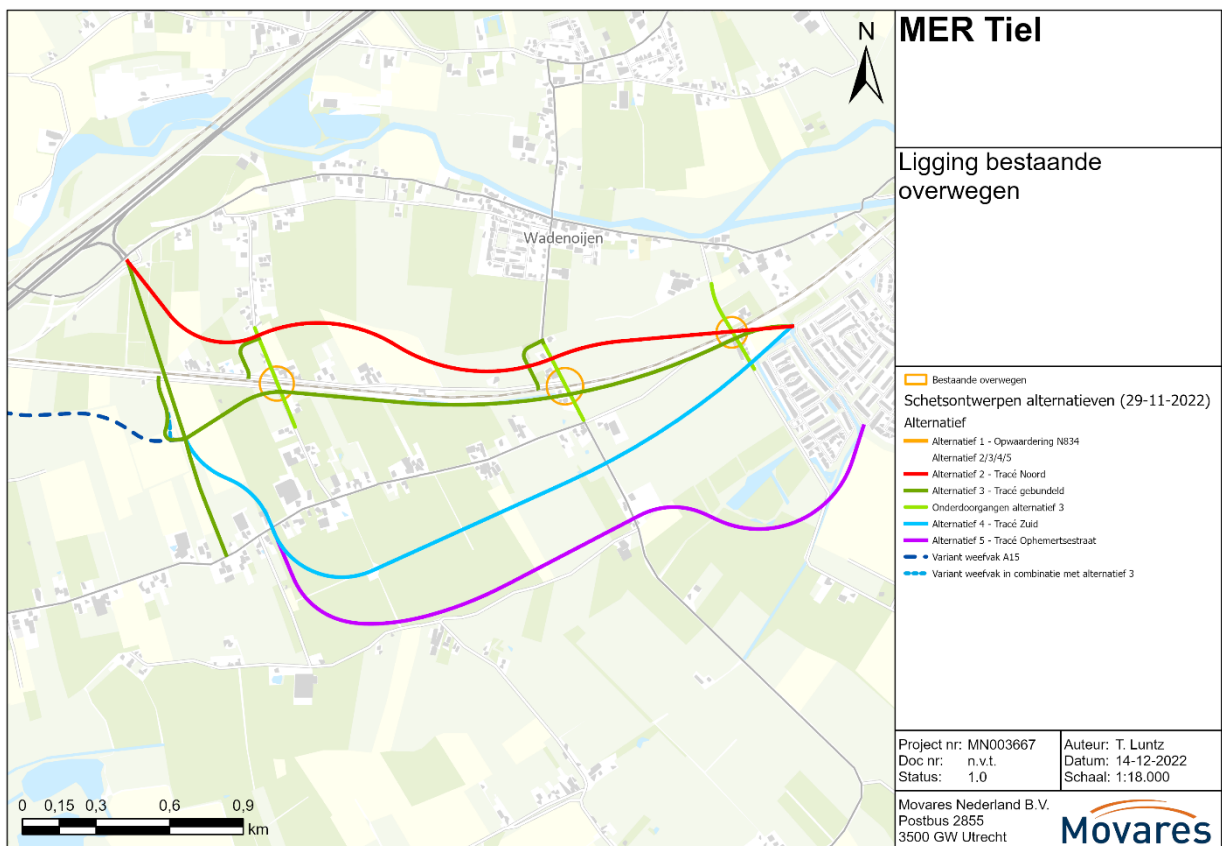 MER Tiel
N
Ligging bestaande
overwegen
Wadenoijen
Bestaande overwegen
Schetsontwerpen alternatieven (29-11-2022)
Alternatief
Alternatief 1 - Opwaardering N834
Alternatief 2/3/4/5
Alternatief 2 - Tracé Noord
Alternatief 3 - Tracé gebundeld
Onderdoorgangen alternatief 3
Alternatief 4 - Tracé Zuid
Alternatief 5 - Tracé Ophemertsestraat
Variant weefvak A15
Variant weefvak in combinatie met alternatief 3
Project nr: MN003667
Doc nr: n.v.t.
Status: 1.0
Auteur: T. Luntz
Datum: 14-12-2022
Schaal: 1:18.000
0 0,15 0,3 0,6 0,9
km
Movares Nederland B.V.
Postbus 2855
3500 GW Utrecht
Movares